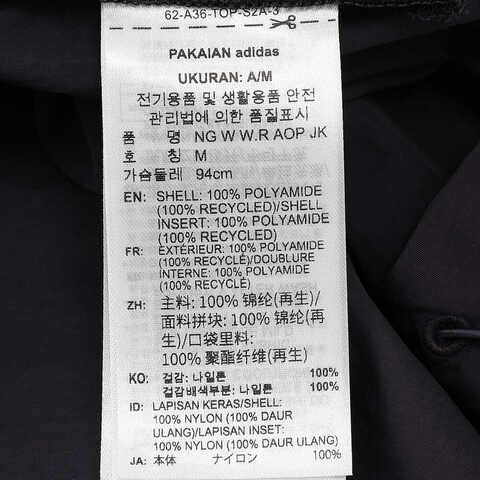 62-A36-TOP-S2A-3
PAKAIAN adidas
UKURAN: A/M
전기용품 및 생활용품 안전
관리법에 의한 품질표시
품 명 NG W W.R AOP JK
호 칭 M
가슴둘레 94cm
EN: SHELL: 100% POLYAMIDE
(100% RECYCLED)/SHELL
INSERT: 100% POLYAMIDE
(100% RECYCLED)
FR: EXTÉRIEUR: 100% POLYAMIDE
(100% RECYCLÉ)/DOUBLURE
INTERNE: 100% POLYAMIDE
(100% RECYCLÉ)
ZH: 主料: 100% 锦纶(再生)/
面料拼块: 100% 锦纶(再
生)/口袋里料:
100% 聚酯纤维(再生)
KO: 겉감: 나일론 100%
겉감배색부분: 나일론 100%
ID: LAPISAN KERAS/SHELL:
100% NYLON (100% DAUR
ULANG)/LAPISAN INSET:
100% NYLON (100% DAUR ULANG)
JA: 本体 ナイロン 100%